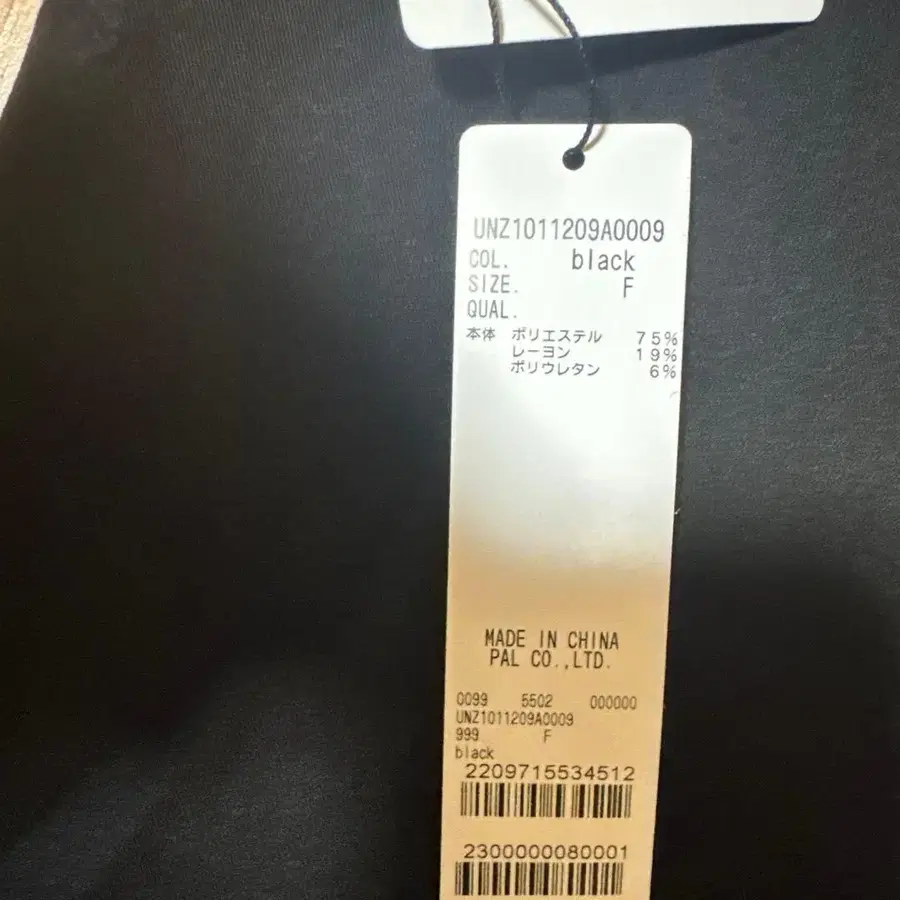 UNZ1011209A0009
COL. black
SIZE. F
QUAL.
本体 ポリエステル 75%
レーヨン 19%
ポリウレタン 6%
MADE IN CHINA
PAL CO.,LTD.
0099 5502 000000
UNZ1011209A0009
999 F
black
2209715534512
2300000080001